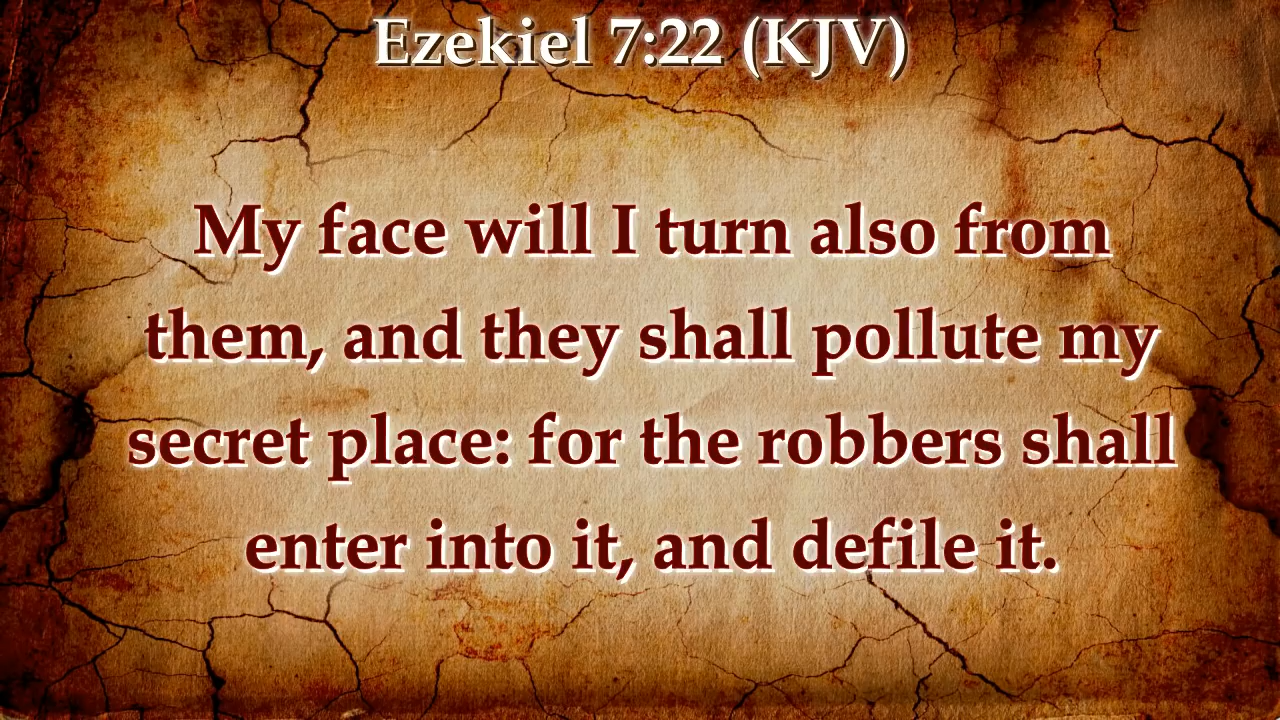 Ezekiel 7:22 (KJV)
My face will I turn also from
them, and they shall pollute my
secret place: for the robbers shall
enter into it, and defile it.